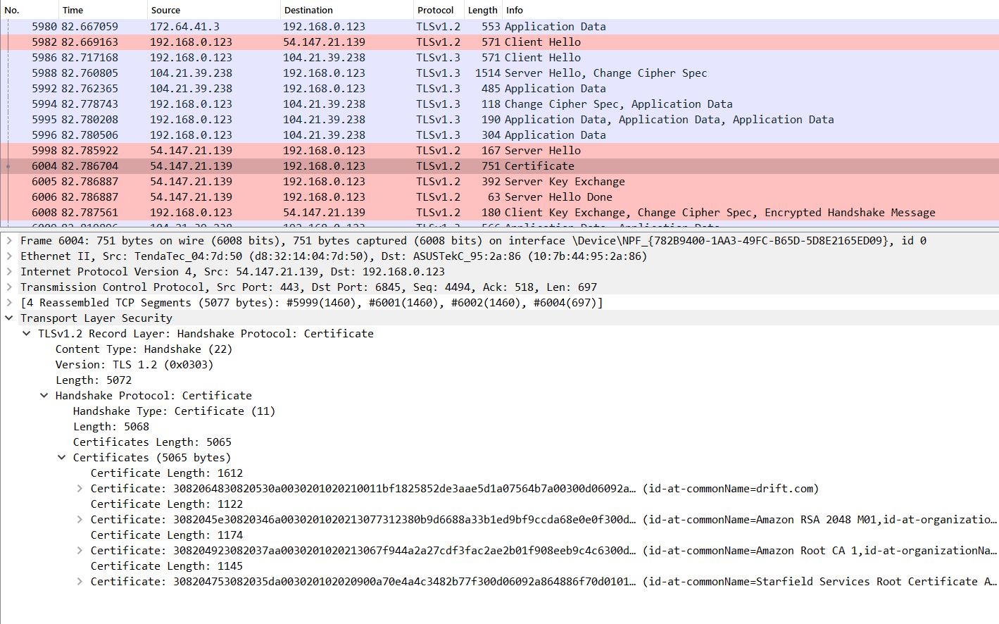 No. Time Source Destination Protocol Length Info
5980 82.667059 172.64.41.3 192.168.0.123 TLSv1.2 553 Application Data
5982 82.669163 192.168.0.123 54.147.21.139 TLSv1.2 571 Client Hello
5986 82.717168 192.168.0.123 104.21.39.238 TLSv1.3 571 Client Hello
5988 82.760805 104.21.39.238 192.168.0.123 TLSv1.3 1514 Server Hello, Change Cipher Spec
5992 82.762365 104.21.39.238 192.168.0.123 TLSv1.3 485 Application Data
5994 82.778743 192.168.0.123 104.21.39.238 TLSv1.3 118 Change Cipher Spec, Application Data
5995 82.780208 192.168.0.123 104.21.39.238 TLSv1.3 190 Application Data, Application Data, Application Data
5996 82.780506 192.168.0.123 104.21.39.238 TLSv1.3 304 Application Data
5998 82.785922 54.147.21.139 192.168.0.123 TLSv1.2 167 Server Hello
6004 82.786704 54.147.21.139 192.168.0.123 TLSv1.2 751 Certificate
6005 82.786887 54.147.21.139 192.168.0.123 TLSv1.2 392 Server Key Exchange
6006 82.786887 54.147.21.139 192.168.0.123 TLSv1.2 63 Server Hello Done
6008 82.787561 192.168.0.123 54.147.21.139 TLSv1.2 180 Client Key Exchange, Change Cipher Spec, Encrypted Handshake Message
Frame 6004: 751 bytes on wire (6008 bits), 751 bytes captured (6008 bits) on interface \Device\NPF_{782B9400-1AA3-49FC-B65D-5D8E2165ED09}, id 0
Ethernet II, Src: TendaTec_04:7d:50 (d8:32:14:04:7d:50), Dst: ASUSTekC_95:2a:86 (10:7b:44:95:2a:86)
Internet Protocol Version 4, Src: 54.147.21.139, Dst: 192.168.0.123
Transmission Control Protocol, Src Port: 443, Dst Port: 6845, Seq: 4494, Ack: 518, Len: 697
[4 Reassembled TCP Segments (5077 bytes): #5999(1460), #6001(1460), #6002(1460), #6004(697)]
Transport Layer Security
TLSv1.2 Record Layer: Handshake Protocol: Certificate
Content Type: Handshake (22)
Version: TLS 1.2 (0x0303)
Length: 5072
Handshake Protocol: Certificate
Handshake Type: Certificate (11)
Length: 5068
Certificates Length: 5065
Certificates (5065 bytes)
Certificate Length: 1612
Certificate: 3082064830820530a0030201020210011bf1825852de3aae5d1a07564b7a00300d06092a… (id-at-commonName=drift.com)
Certificate Length: 1122
Certificate: 3082045e30820346a0030201020213077312380b9d6688a33b1ed9bf9ccda68e0e0f300d… (id-at-commonName=Amazon RSA 2048 M01,id-at-organizatio…
Certificate Length: 1174
Certificate: 308204923082037aa0030201020213067f944a2a27cdf3fac2ae2b01f908eeb9c4c6300d… (id-at-commonName=Amazon Root CA 1,id-at-organizationNa…
Certificate Length: 1145
Certificate: 308204753082035da003020102020900a70e4a4c3482b77f300d06092a864886f70d0101… (id-at-commonName=Starfield Services Root Certificate A…